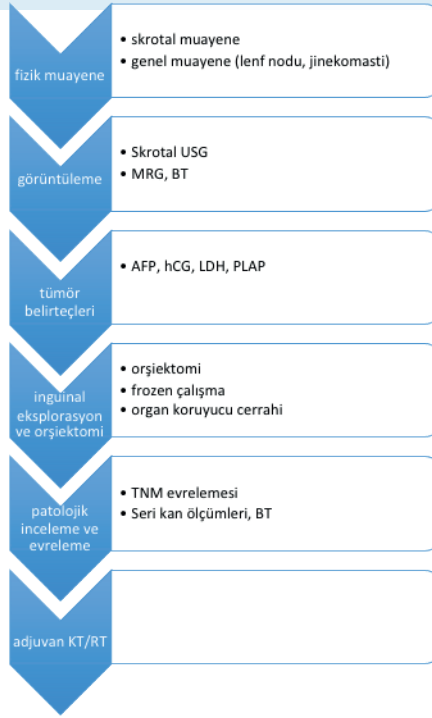 fizik muayene
• skrotal muayene
• genel muayene (lenf nodu, jinekomasti)
görüntüleme
• Skrotal USG
• MRG, BT
tümör
belirteçleri
• AFP, hCG, LDH, PLAP
inguinal
eksplorasyon
ve orşiektomi
• orşiektomi
• frozen çalışma
• organ koruyucu cerrahi
patolojik
inceleme ve
evreleme
• TNM evrelemesi
• Seri kan ölçümleri, BT
adjuvan KT/RT